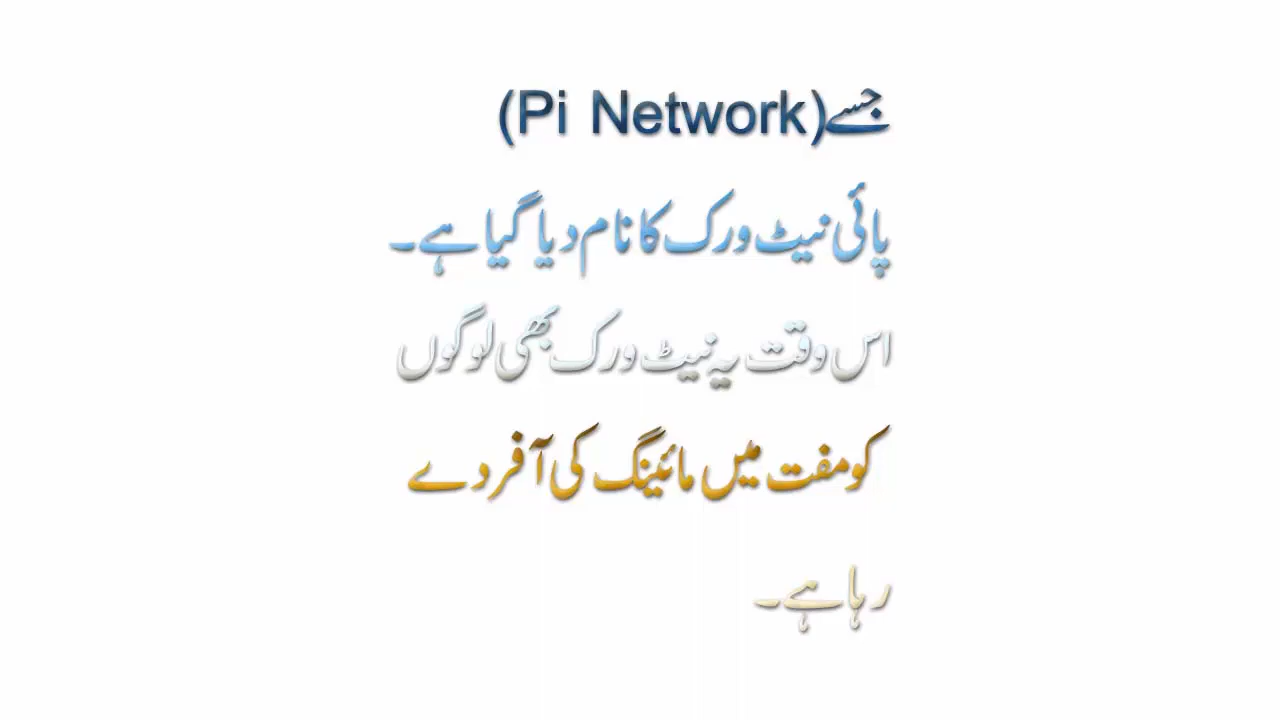 جسے(Pi Network)
پائی نیٹ ورک کا نام دیا گیا ہے۔
اس وقت یہ نیٹ ورک بھی لوگوں
کو مفت میں مائینگ کی آفر دے
رہا ہے۔